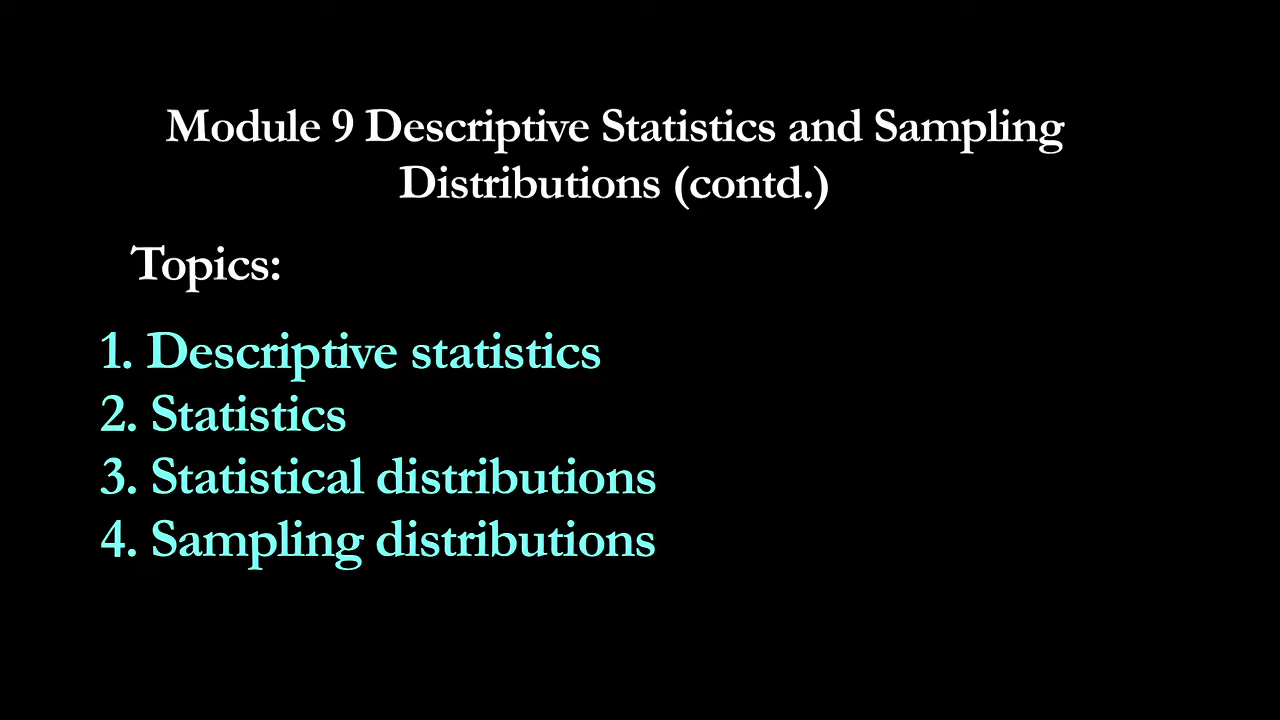 Module 9 Descriptive Statistics and Sampling
Distributions (contd.)
Topics:
1. Descriptive statistics
2. Statistics
3. Statistical distributions
4. Sampling distributions